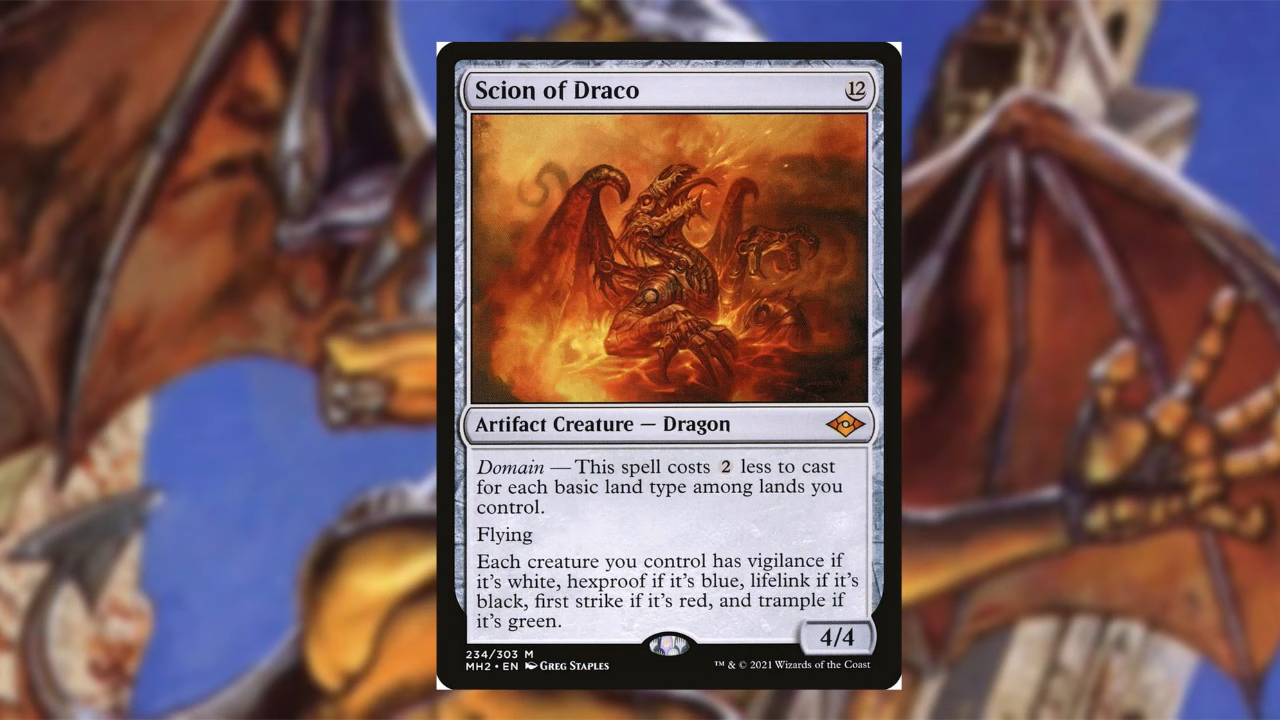 Scion of Draco 12
Artifact Creature — Dragon
Domain — This spell costs 2 less to cast
for each basic land type among lands you
control.
Flying
Each creature you control has vigilance if
it's white, hexproof if it's blue, lifelink if it's
black, first strike if it's red, and trample if
it's green.
4/4
234/303 M
MH2 • EN Greg Staples
™ & © 2021 Wizards of the Coast